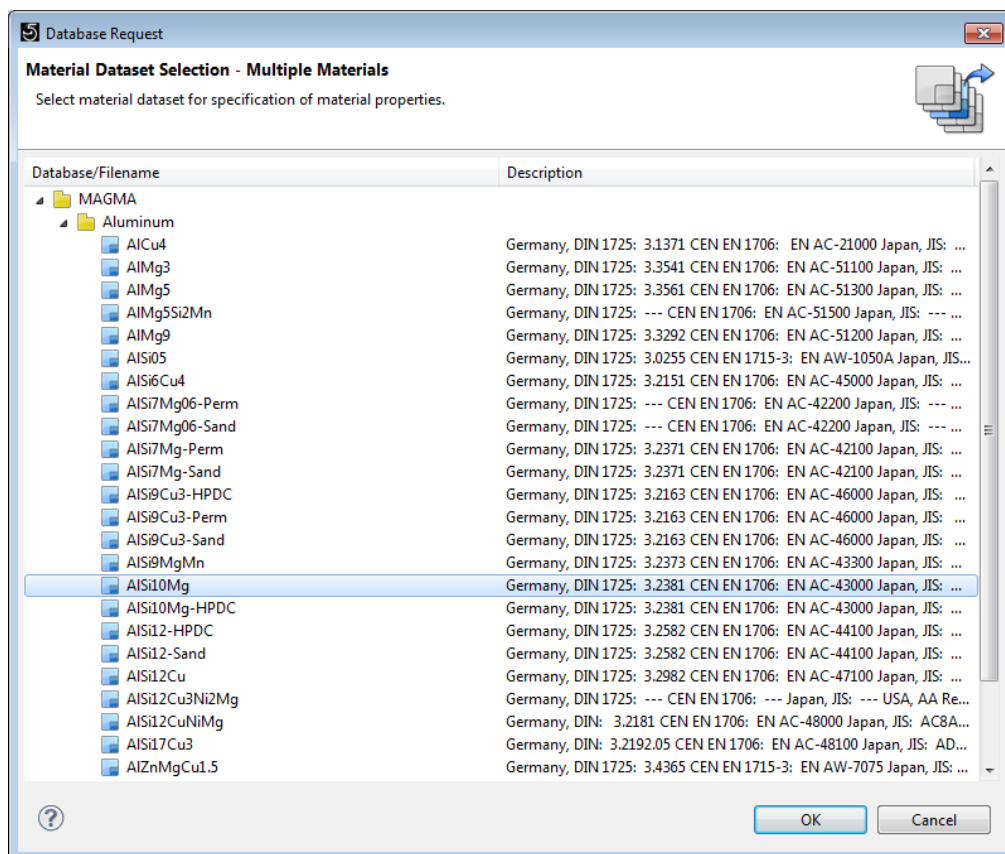 5 Database Request
Material Dataset Selection - Multiple Materials
Select material dataset for specification of material properties.
Database/Filename Description
MAGMA
Aluminum
AlCu4 Germany, DIN 1725: 3.1371 CEN EN 1706: EN AC-21000 Japan, JIS: ...
AlMg3 Germany, DIN 1725: 3.3541 CEN EN 1706: EN AC-51100 Japan, JIS: ...
AlMg5 Germany, DIN 1725: 3.3561 CEN EN 1706: EN AC-51300 Japan, JIS: ...
AlMg5Si2Mn Germany, DIN 1725: --- CEN EN 1706: EN AC-51500 Japan, JIS: --- ...
AlMg9 Germany, DIN 1725: 3.3292 CEN EN 1706: EN AC-51200 Japan, JIS: ...
AlSi05 Germany, DIN 1725: 3.0255 CEN EN 1715-3: EN AW-1050A Japan, JIS...
AlSi6Cu4 Germany, DIN 1725: 3.2151 CEN EN 1706: EN AC-45000 Japan, JIS: ...
AlSi7Mg06-Perm Germany, DIN 1725: --- CEN EN 1706: EN AC-42200 Japan, JIS: --- ...
AlSi7Mg06-Sand Germany, DIN 1725: --- CEN EN 1706: EN AC-42200 Japan, JIS: --- ...
AlSi7Mg-Perm Germany, DIN 1725: 3.2371 CEN EN 1706: EN AC-42100 Japan, JIS: ...
AlSi7Mg-Sand Germany, DIN 1725: 3.2371 CEN EN 1706: EN AC-42100 Japan, JIS: ...
AlSi9Cu3-HPDC Germany, DIN 1725: 3.2163 CEN EN 1706: EN AC-46000 Japan, JIS: ...
AlSi9Cu3-Perm Germany, DIN 1725: 3.2163 CEN EN 1706: EN AC-46000 Japan, JIS: ...
AlSi9Cu3-Sand Germany, DIN 1725: 3.2163 CEN EN 1706: EN AC-46000 Japan, JIS: ...
AlSi9MgMn Germany, DIN 1725: 3.2373 CEN EN 1706: EN AC-43300 Japan, JIS: ...
AlSi10Mg Germany, DIN 1725: 3.2381 CEN EN 1706: EN AC-43000 Japan, JIS: ...
AlSi10Mg-HPDC Germany, DIN 1725: 3.2381 CEN EN 1706: EN AC-43000 Japan, JIS: ...
AlSi12-HPDC Germany, DIN 1725: 3.2582 CEN EN 1706: EN AC-44100 Japan, JIS: ...
AlSi12-Sand Germany, DIN 1725: 3.2582 CEN EN 1706: EN AC-44100 Japan, JIS: ...
AlSi12Cu Germany, DIN 1725: 3.2982 CEN EN 1706: EN AC-47100 Japan, JIS: ...
AlSi12Cu3Ni2Mg Germany, DIN 1725: --- CEN EN 1706: --- Japan, JIS: --- USA, AA Re...
AlSi12CuNiMg Germany, DIN: 3.2181 CEN EN 1706: EN AC-48000 Japan, JIS: AC8A...
AlSi17Cu3 Germany, DIN: 3.2192.05 CEN EN 1706: EN AC-48100 Japan, JIS: AD...
AlZnMgCu1.5 Germany, DIN 1725: 3.4365 CEN EN 1715-3: EN AW-7075 Japan, JIS: ...
? OK Cancel